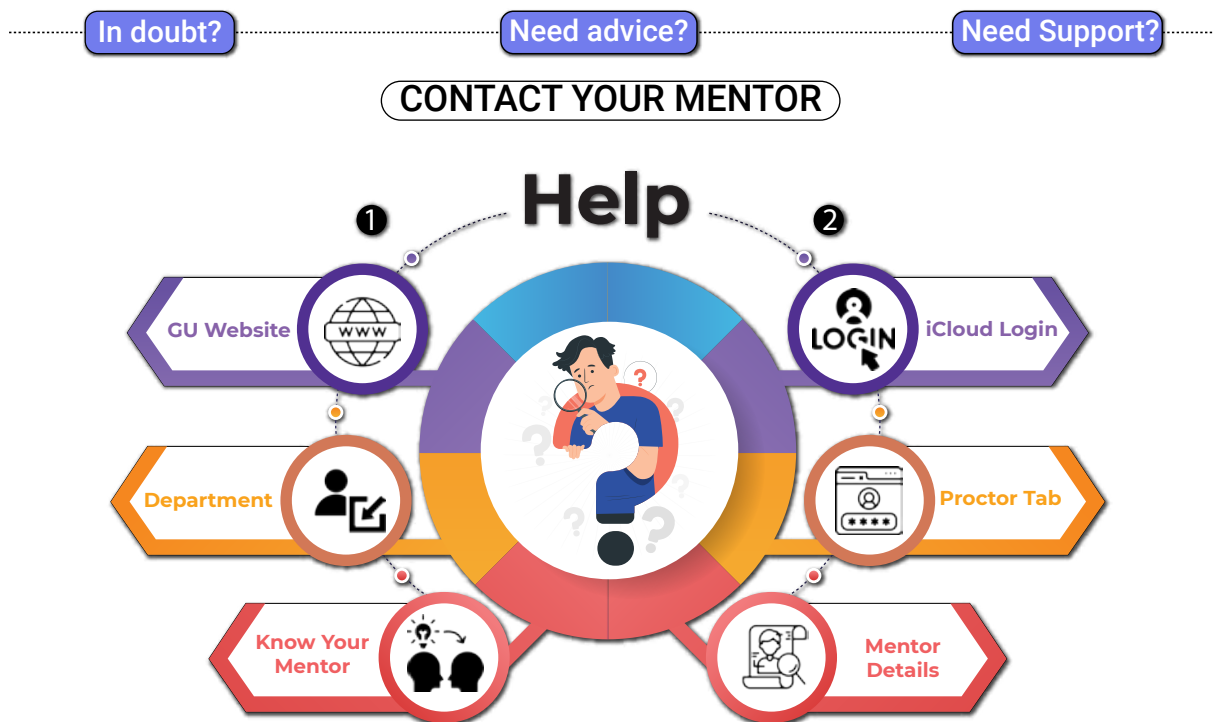 In doubt?
Need advice?
Need Support?
CONTACT YOUR MENTOR
Help
1
2
GU Website
WWW
LOGIN
iCloud Login
Department
****
Proctor Tab
Know Your
Mentor
Mentor
Details
?
?
?
?
?
?
?
?